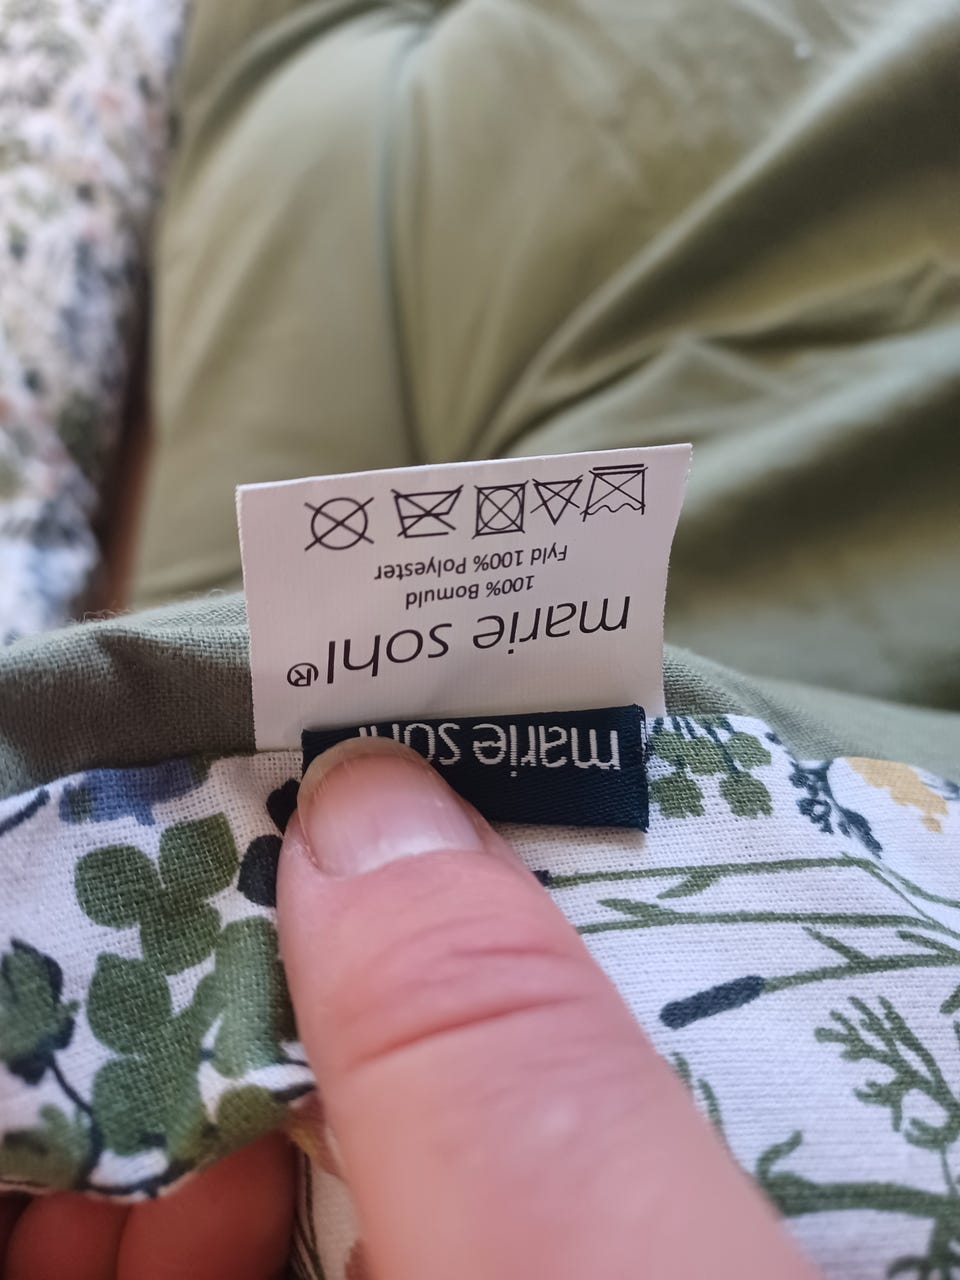 marie sohl
marie sohl®
100% Bomuld
Fyld 100% Polyester